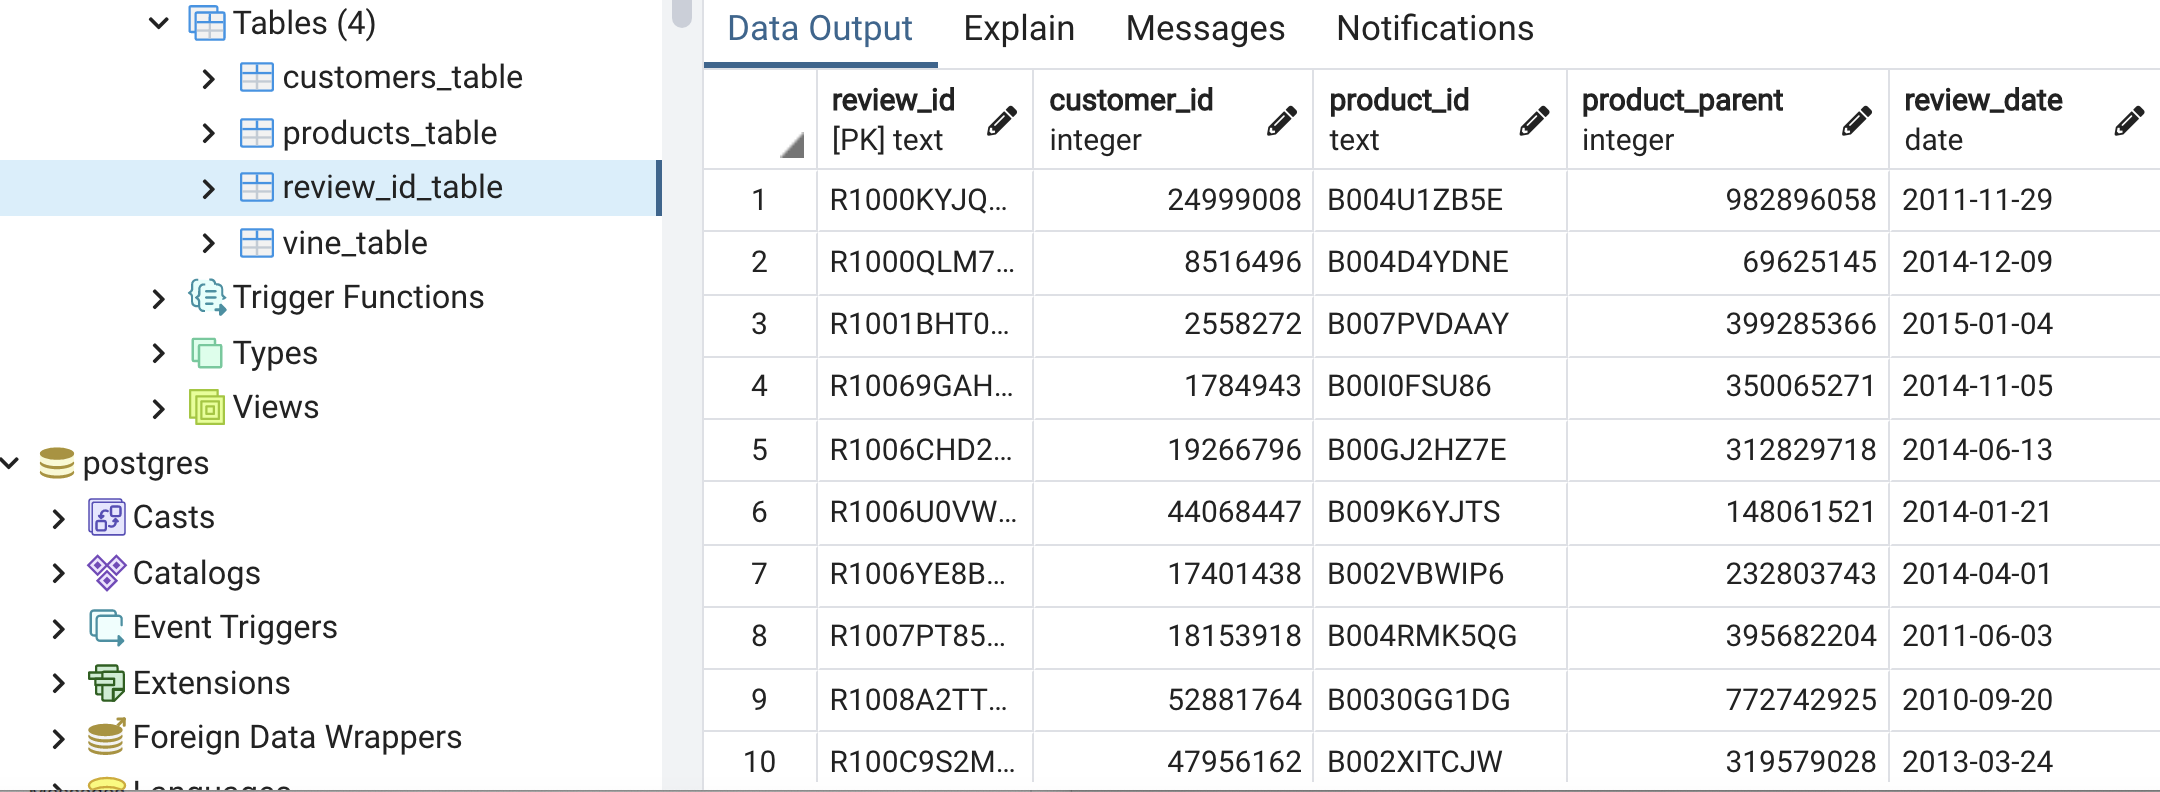 Tables (4)
customers_table
products_table
review_id_table
vine_table
Trigger Functions
Types
Views
postgres
Casts
Catalogs
Event Triggers
Extensions
Foreign Data Wrappers
Languages
Data Output Explain Messages Notifications
review_id customer_id product_id product_parent review_date
[PK] text integer text integer date
1 R1000KYJQ... 24999008 B004U1ZB5E 982896058 2011-11-29
2 R1000QLM7... 8516496 B004D4YDNE 69625145 2014-12-09
3 R1001BHT0... 2558272 B007PVDAAY 399285366 2015-01-04
4 R10069GAH... 1784943 B00I0FSU86 350065271 2014-11-05
5 R1006CHD2... 19266796 B00GJ2HZ7E 312829718 2014-06-13
6 R1006U0VW... 44068447 B009K6YJTS 148061521 2014-01-21
7 R1006YE8B... 17401438 B002VBWIP6 232803743 2014-04-01
8 R1007PT85... 18153918 B004RMK5QG 395682204 2011-06-03
9 R1008A2TT... 52881764 B0030GG1DG 772742925 2010-09-20
10 R100C9S2M... 47956162 B002XITCJW 319579028 2013-03-24